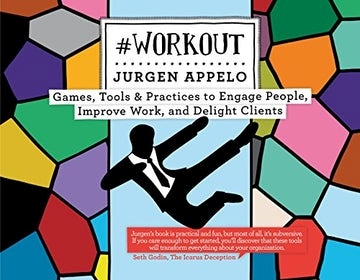 #WORKOUT
JURGEN APPELO
Games, Tools & Practices to Engage People,
Improve Work, and Delight Clients
Jurgen's book is practical and fun, but most of all, it's subversive.
If you care enough to get started, you'll discover that these tools
will transform everything about your organization.
Seth Godin, The Icarus Deception